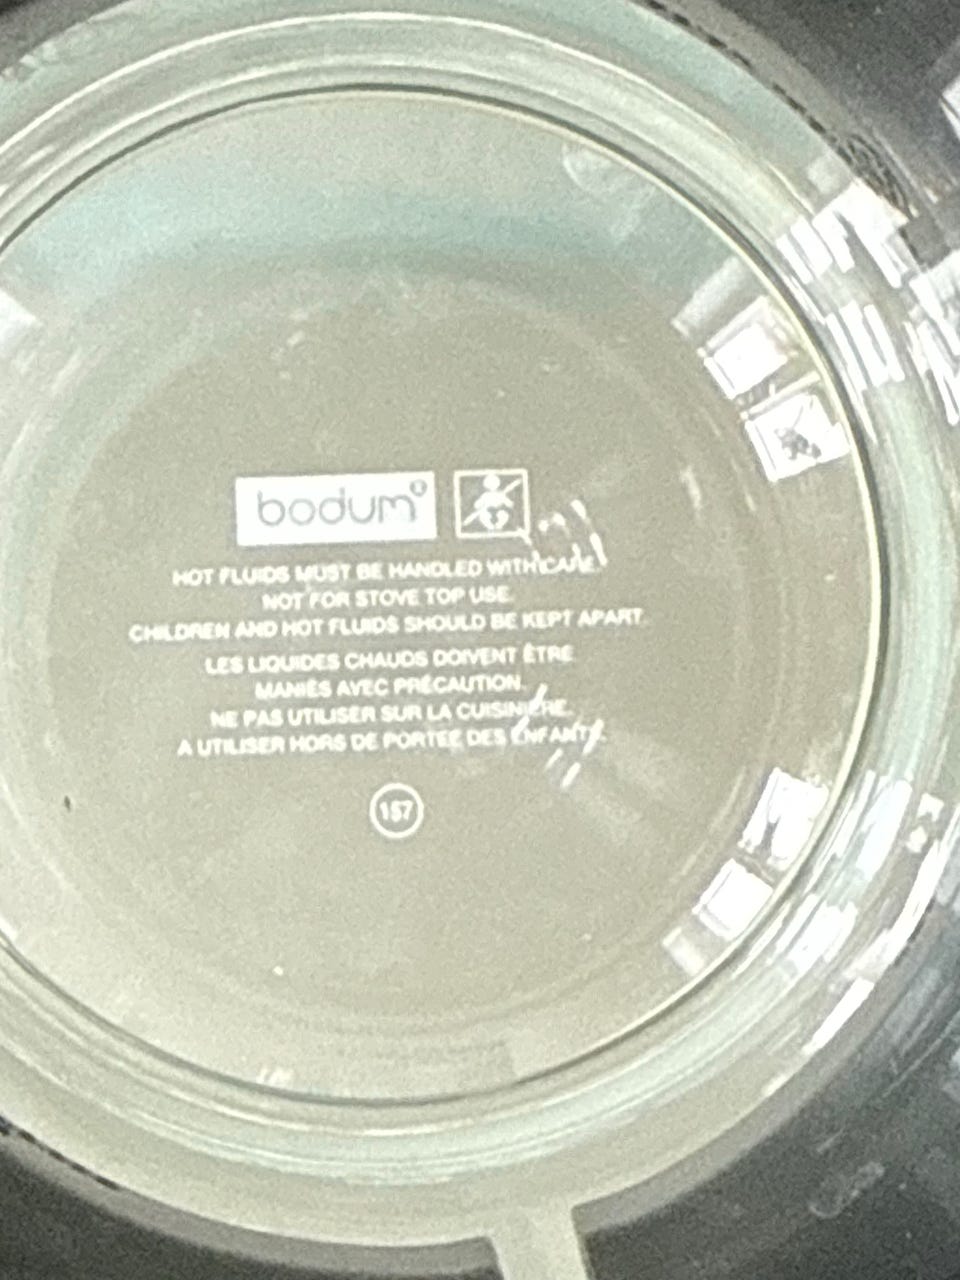 bodum®
HOT FLUIDS MUST BE HANDLED WITH CARE.
NOT FOR STOVE TOP USE.
CHILDREN AND HOT FLUIDS SHOULD BE KEPT APART.
LES LIQUIDES CHAUDS DOIVENT ÊTRE
MANIÉS AVEC PRÉCAUTION.
NE PAS UTILISER SUR LA CUISINIÈRE.
A UTILISER HORS DE PORTÉE DES ENFANTS.
157